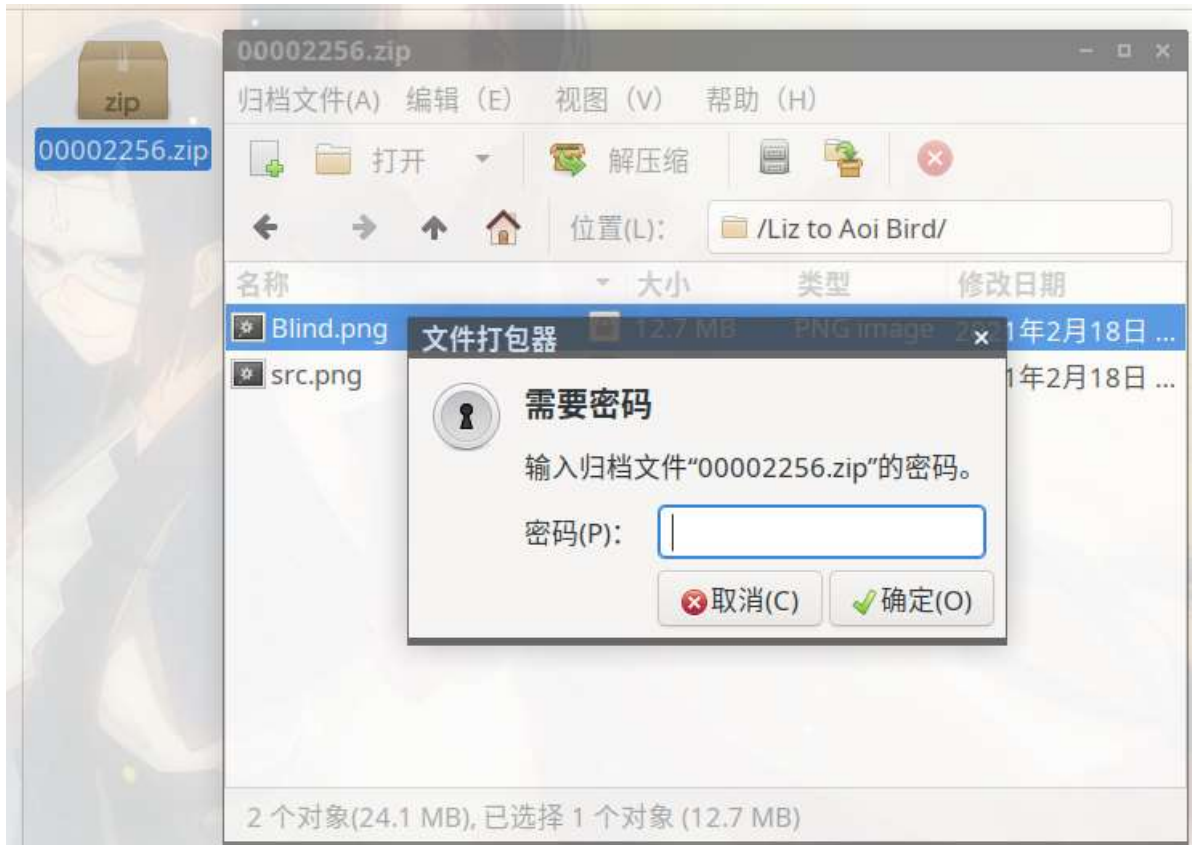 00002256.zip
zip
00002256.zip
归档文件(A) 编辑（E） 视图（V） 帮助（H）
打开 解压缩
位置(L): /Liz to Aoi Bird/
名称 大小 类型 修改日期
Blind.png 12.7 MB PNG image 1年2月18日 ...
src.png 1年2月18日 ...
文件打包器
需要密码
输入归档文件“00002256.zip”的密码。
密码(P):
取消(C) 确定(O)
2 个对象(24.1 MB), 已选择 1 个对象 (12.7 MB)